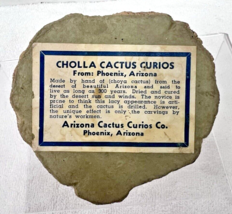 CHOLLA CACTUS CURIOS
From: Phoenix, Arizona
Made by hand of (choya cactus) from the
desert of beautiful Arizona and said to
live as long as 300 years. Dried and cured
by the desert sun and winds. The novice is
prone to think this lacy appearance is arti-
ficial and the cactus is drilled. However,
the unique effect is only the carvings by
nature's workmen.
Arizona Cactus Curios Co.
Phoenix, Arizona